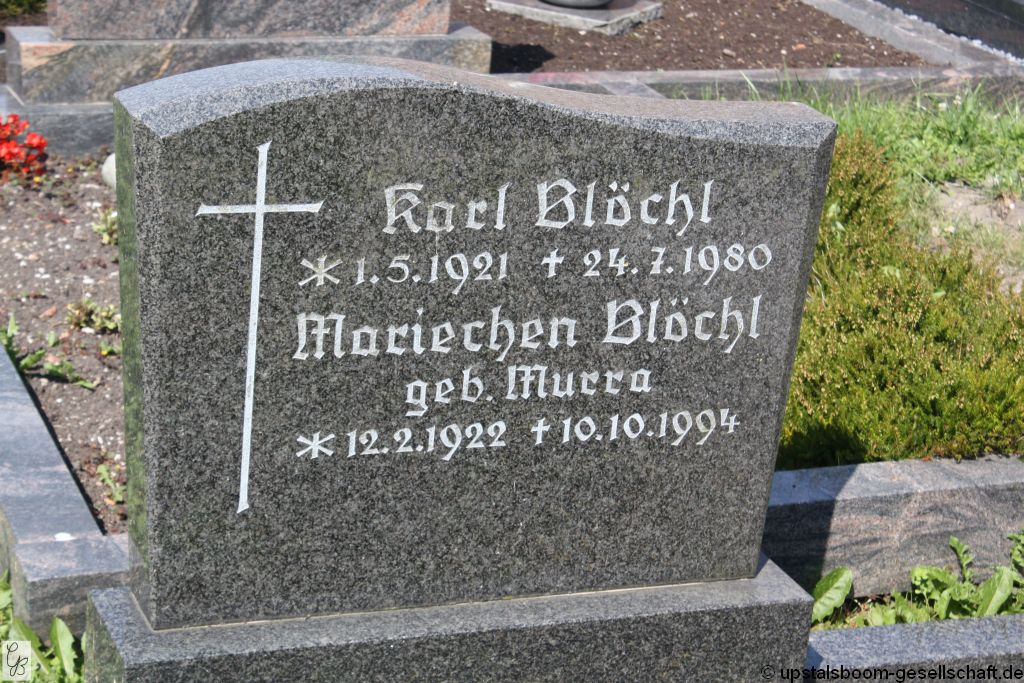 Karl Blöchl
* 1.5.1921 † 24.7.1980
Mariechen Blöchl
geb. Murra
* 12.2.1922 † 10.10.1994
GB
© upstalsboom-gesellschaft.de